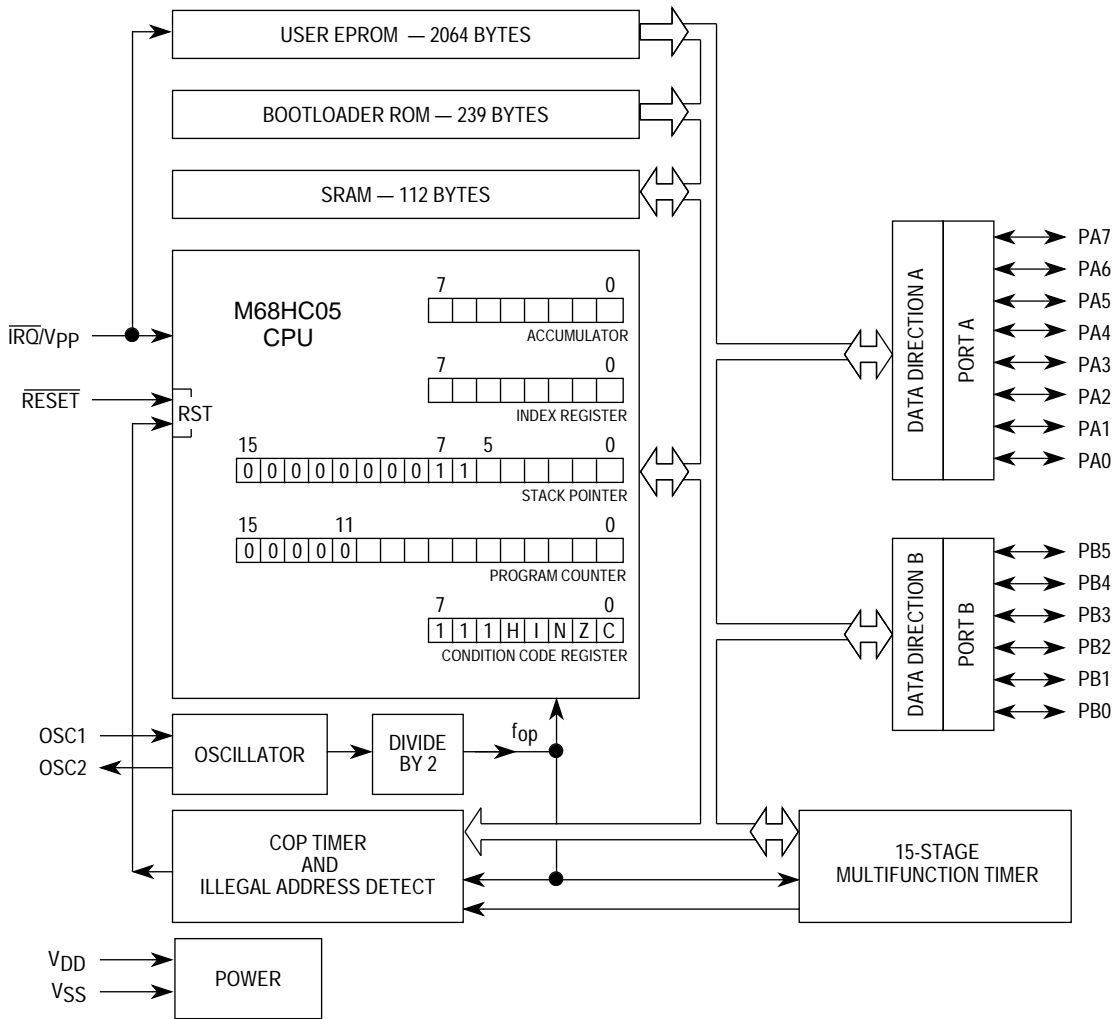 USER EPROM — 2064 BYTES
BOOTLOADER ROM — 239 BYTES
SRAM — 112 BYTES
M68HC05
CPU
7 0
ACCUMULATOR
7 0
INDEX REGISTER
15 7 5 0
0 0 0 0 0 0 0 0 1 1
STACK POINTER
15 11 0
0 0 0 0 0
PROGRAM COUNTER
7 0
1 1 1 H I N Z C
CONDITION CODE REGISTER
IRQ/VPP
RESET
RST
OSC1
OSC2
OSCILLATOR
DIVIDE
BY 2
fop
COP TIMER
AND
ILLEGAL ADDRESS DETECT
15-STAGE
MULTIFUNCTION TIMER
VDD
VSS
POWER
DATA DIRECTION A
PORT A
PA7
PA6
PA5
PA4
PA3
PA2
PA1
PA0
DATA DIRECTION B
PORT B
PB5
PB4
PB3
PB2
PB1
PB0